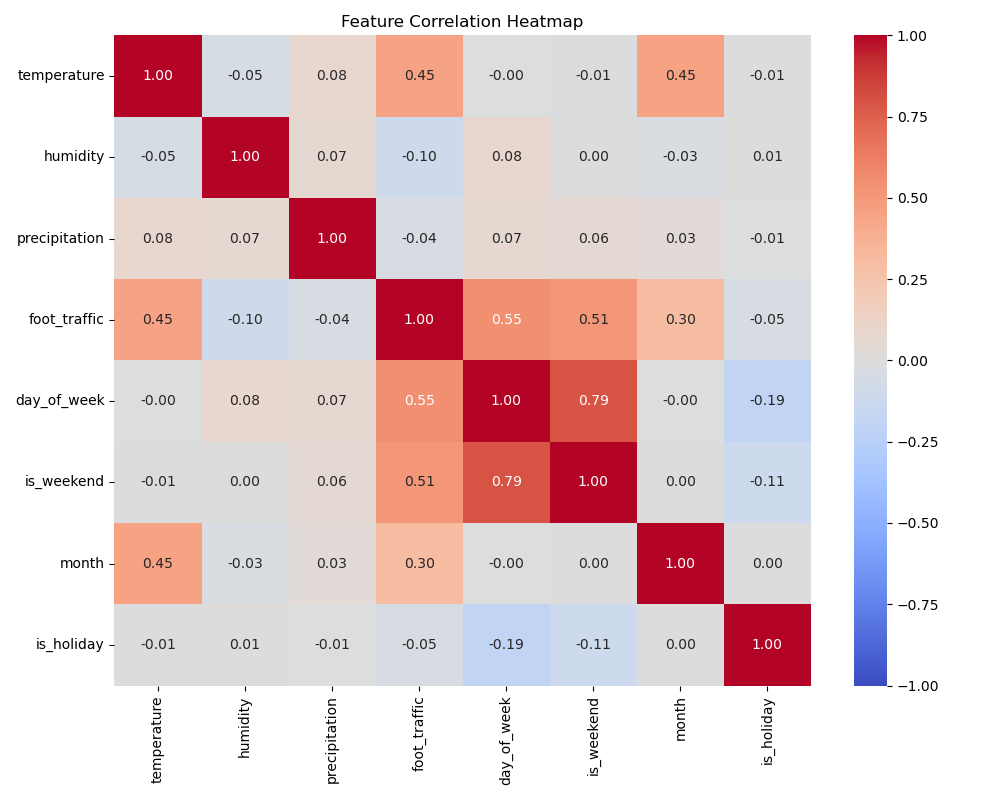 Feature Correlation Heatmap
temperature 1.00 -0.05 0.08 0.45 -0.00 -0.01 0.45 -0.01
humidity -0.05 1.00 0.07 -0.10 0.08 0.00 -0.03 0.01
precipitation 0.08 0.07 1.00 -0.04 0.07 0.06 0.03 -0.01
foot_traffic 0.45 -0.10 -0.04 1.00 0.55 0.51 0.30 -0.05
day_of_week -0.00 0.08 0.07 0.55 1.00 0.79 -0.00 -0.19
is_weekend -0.01 0.00 0.06 0.51 0.79 1.00 0.00 -0.11
month 0.45 -0.03 0.03 0.30 -0.00 0.00 1.00 0.00
is_holiday -0.01 0.01 -0.01 -0.05 -0.19 -0.11 0.00 1.00
temperature
humidity
precipitation
foot_traffic
day_of_week
is_weekend
month
is_holiday
1.00
0.75
0.50
0.25
0.00
−0.25
−0.50
−0.75
−1.00